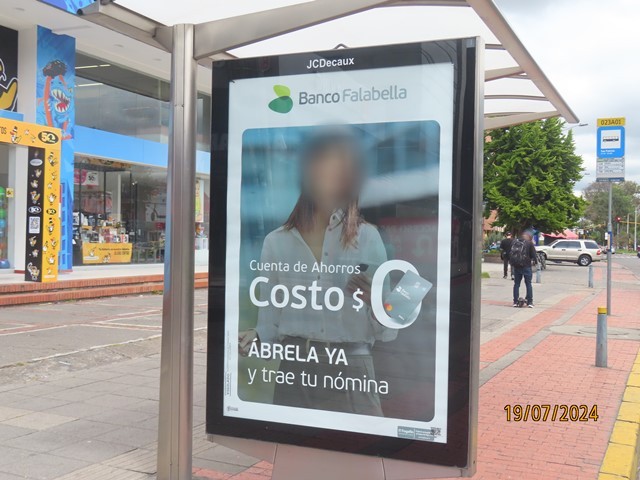 JCDecaux
Banco Falabella
Cuenta de Ahorros
Costo $ 0
ÁBRELA YA
y trae tu nómina
023A01
19/07/2024